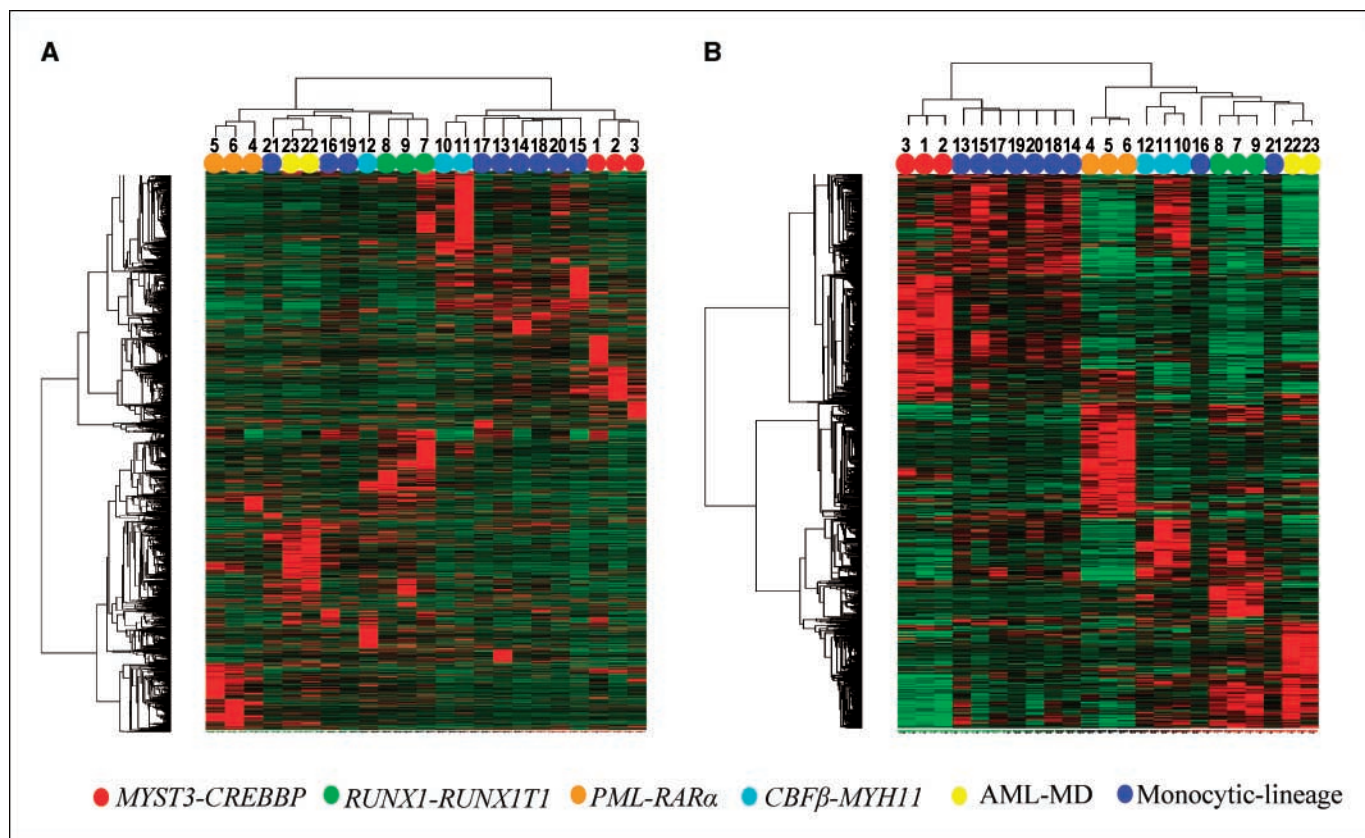 A
B
5 6 4 21 23 22 16 19 12 8 9 7 10 11 17 13 14 18 20 15 1 2 3
3 1 2 13 15 17 19 20 18 14 4 5 6 12 11 10 16 8 7 9 21 22 23
MYST3-CREBBP RUNX1-RUNX1T1 PML-RARα CBFβ-MYH11 AML-MD Monocytic-lineage